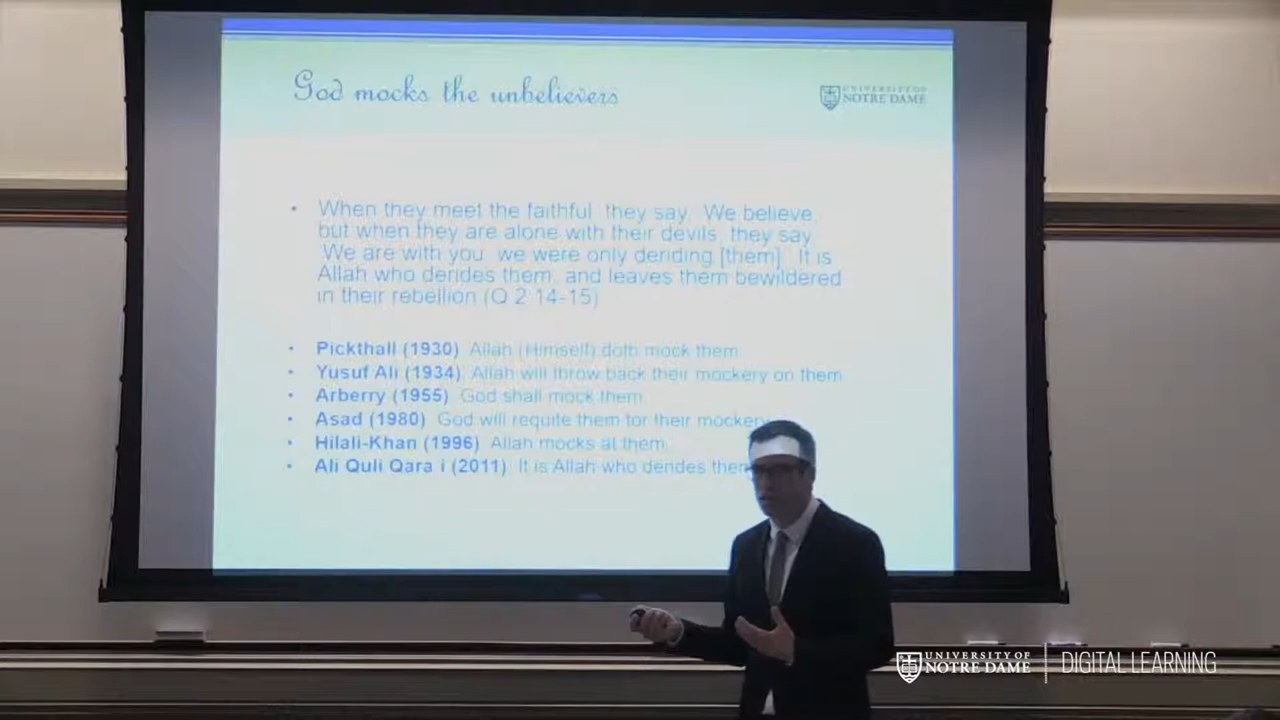 God mocks the unbelievers
UNIVERSITY OF
NOTRE DAME
• When they meet the faithful they say We believe
but when they are alone with their devils they say
We are with you we were only deriding [them] It is
Allah who derides them and leaves them bewildered
in their rebellion (Q 2 14-15)
• Pickthall (1930) Allah (Himself) doth mock them
• Yusuf Ali (1934) Allah will throw back their mockery on them
• Arberry (1955) God shall mock them
• Asad (1980) God will requite them for their mockery
• Hilali-Khan (1996) Allah mocks at them
• Ali Quli Qara i (2011) It is Allah who derides them
UNIVERSITY OF
NOTRE DAME | DIGITAL LEARNING